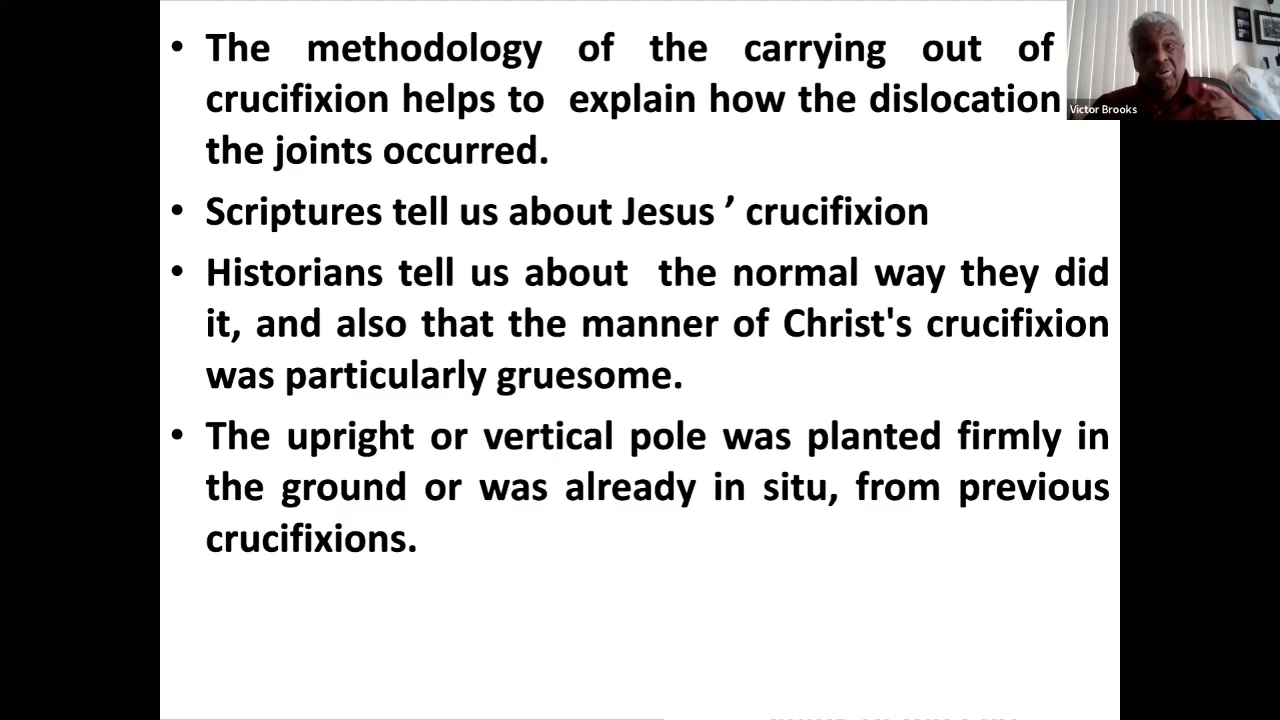 • The methodology of the carrying out of
crucifixion helps to explain how the dislocation
the joints occurred.
• Scriptures tell us about Jesus ’ crucifixion
• Historians tell us about the normal way they did
it, and also that the manner of Christ's crucifixion
was particularly gruesome.
• The upright or vertical pole was planted firmly in
the ground or was already in situ, from previous
crucifixions.
Victor Brooks